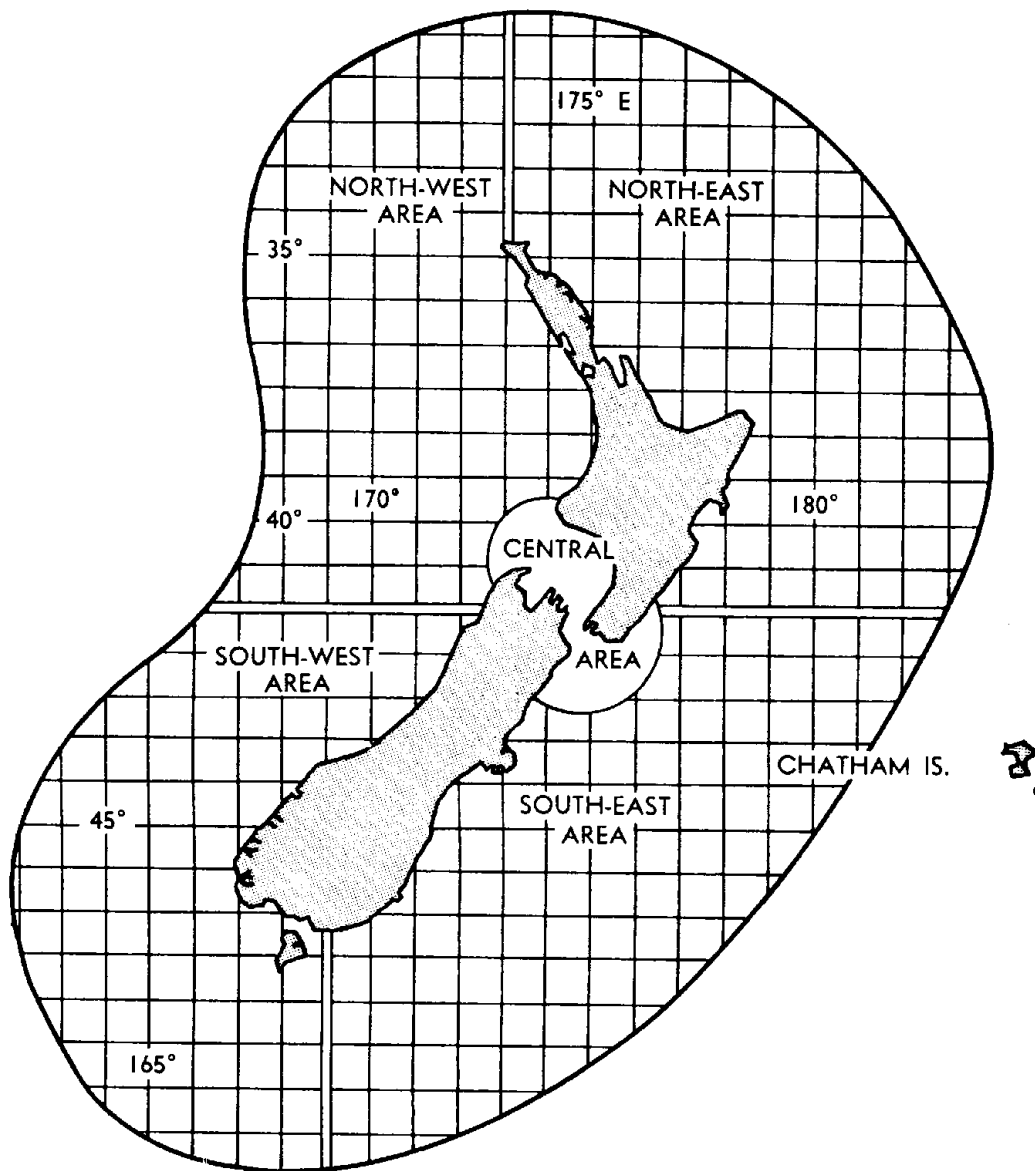 175° E
NORTH-WEST
AREA
NORTH-EAST
AREA
35°
170°
180°
40°
CENTRAL
AREA
SOUTH-WEST
AREA
CHATHAM IS.
SOUTH-EAST
AREA
45°
165°